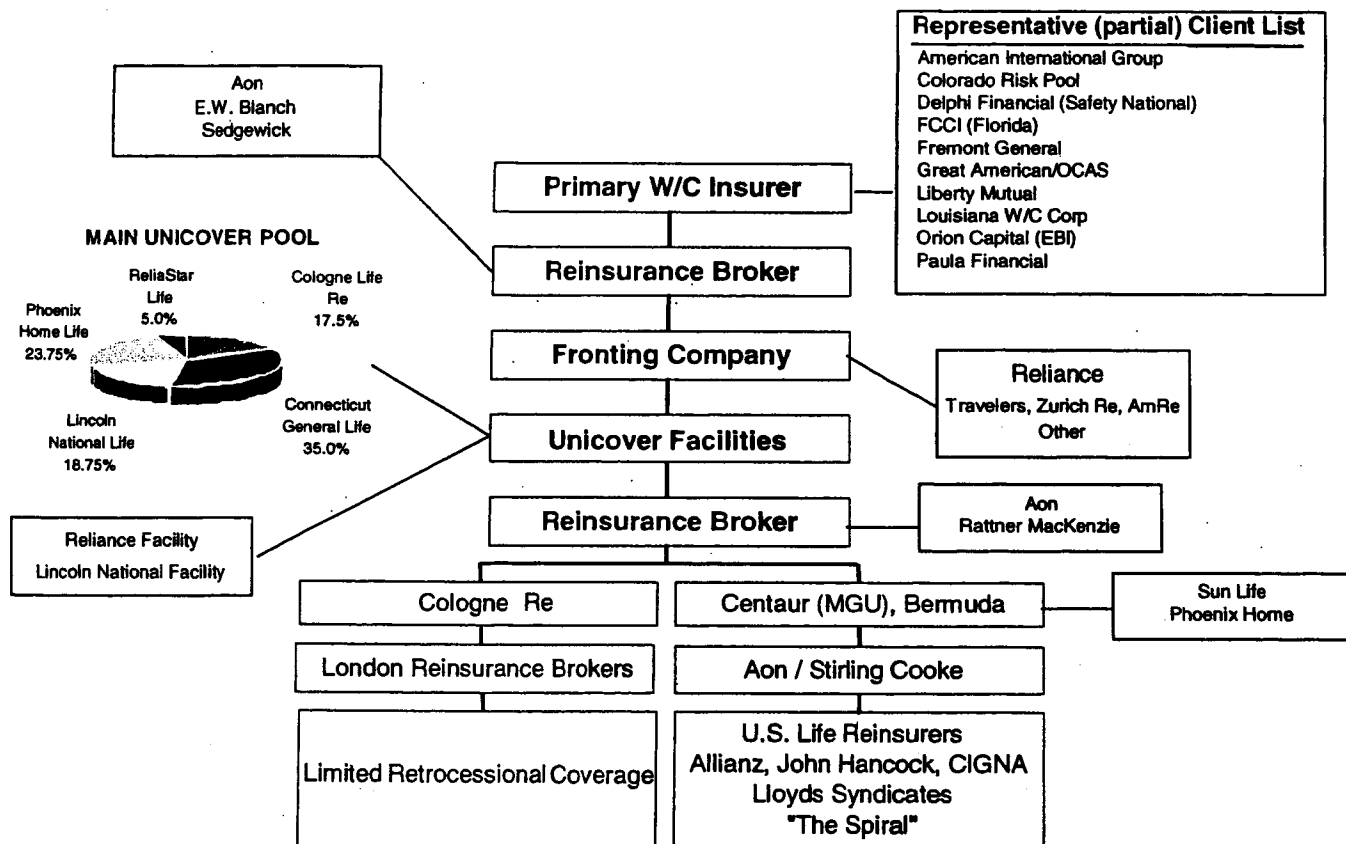 Representative (partial) Client List
American International Group
Colorado Risk Pool
Delphi Financial (Safety National)
FCCI (Florida)
Fremont General
Great American/OCAS
Liberty Mutual
Louisiana W/C Corp
Orion Capital (EBI)
Paula Financial
Aon
E.W. Blanch
Sedgewick
Primary W/C Insurer
Reinsurance Broker
Fronting Company
Reliance
Travelers, Zurich Re, AmRe
Other
MAIN UNICOVER POOL
ReliaStar
Life
5.0%
Cologne Life
Re
17.5%
Phoenix
Home Life
23.75%
Lincoln
National Life
18.75%
Connecticut
General Life
35.0%
Unicover Facilities
Reliance Facility
Lincoln National Facility
Reinsurance Broker
Aon
Rattner MacKenzie
Cologne Re
Centaur (MGU), Bermuda
Sun Life
Phoenix Home
London Reinsurance Brokers
Aon / Stirling Cooke
Limited Retrocessional Coverage
U.S. Life Reinsurers
Allianz, John Hancock, CIGNA
Lloyds Syndicates
"The Spiral"